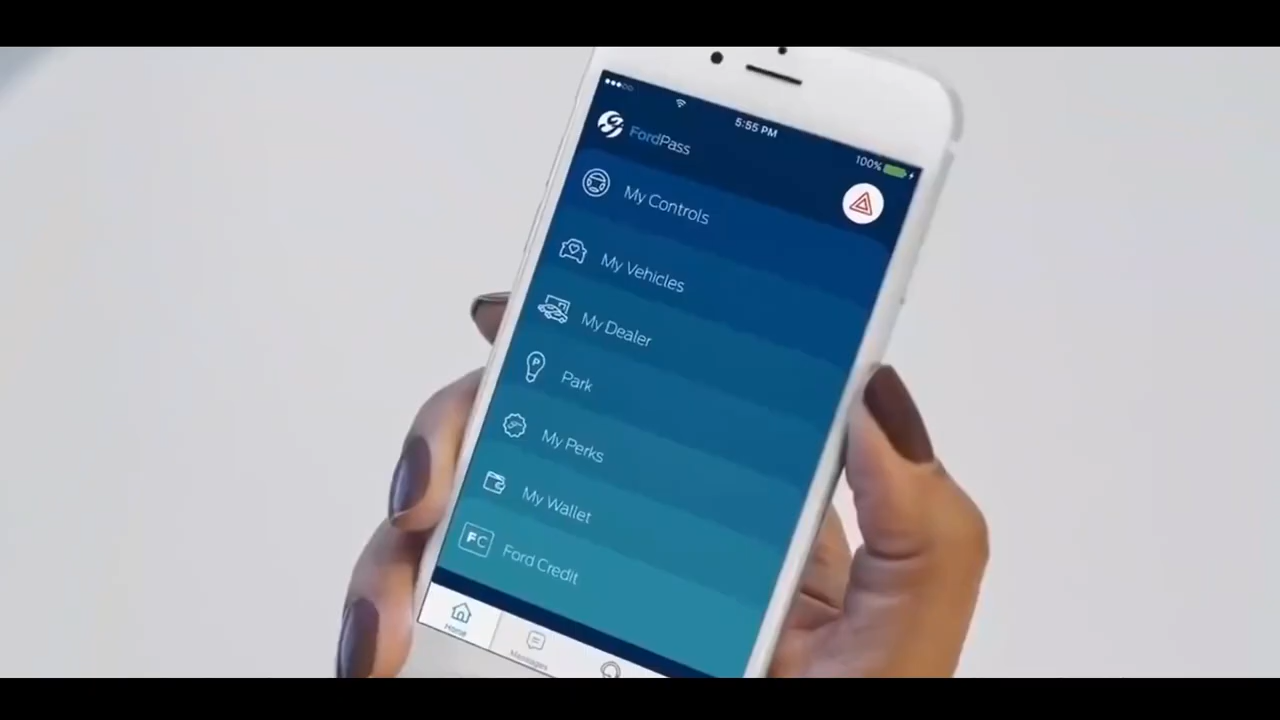 5:55 PM
100%
FordPass
My Controls
My Vehicles
My Dealer
P
Park
My Perks
My Wallet
FC
Ford Credit
Home
Messages